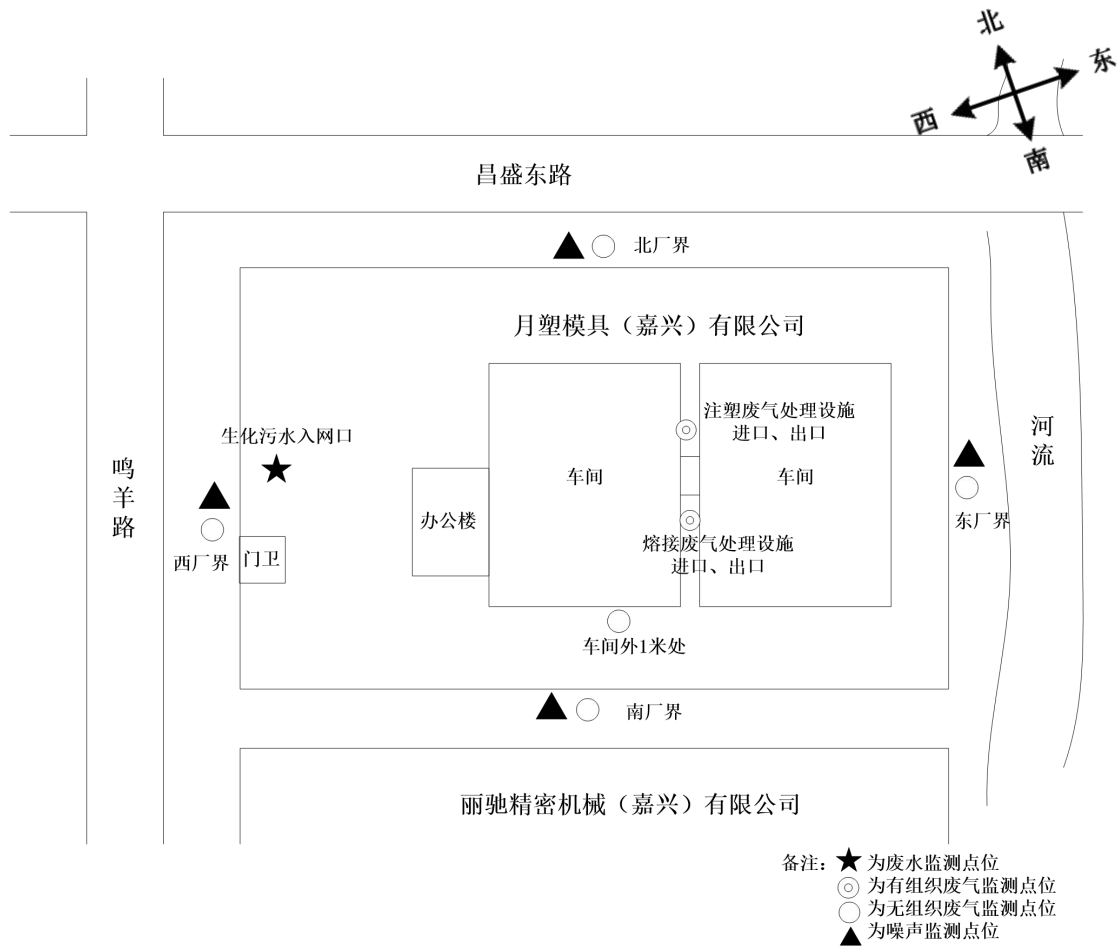 北
东
西
南
昌盛东路
北厂界
月塑模具（嘉兴）有限公司
注塑废气处理设施
进口、出口
生化污水入网口
河流
鸣羊路
车间
车间
办公楼
东厂界
熔接废气处理设施
进口、出口
西厂界
门卫
车间外1米处
南厂界
丽驰精密机械（嘉兴）有限公司
备注：★为废水监测点位
◎为有组织废气监测点位
○为无组织废气监测点位
▲为噪声监测点位